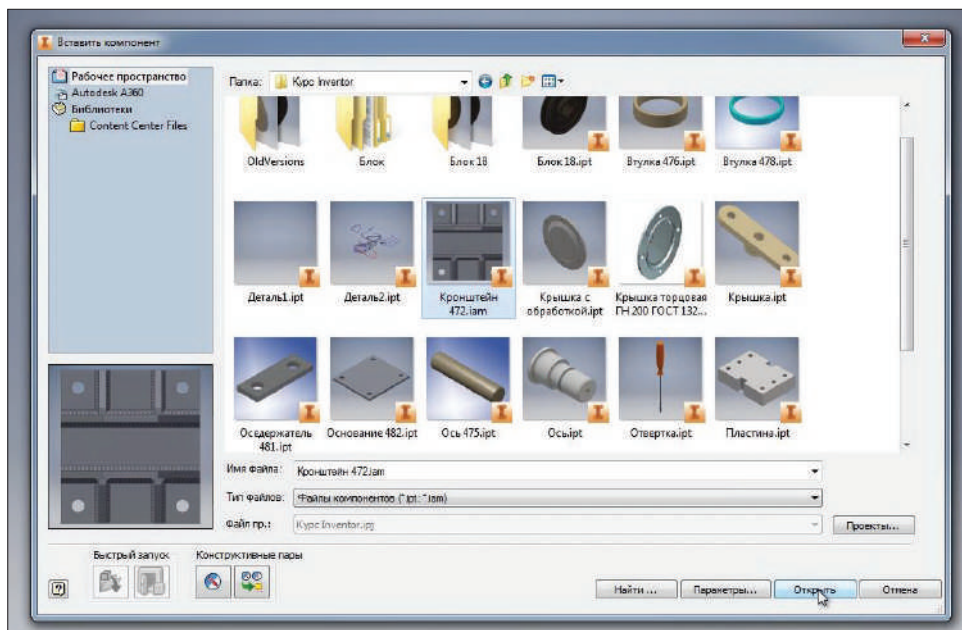 Вставить компонент
Рабочее пространство
Autodesk A360
Библиотеки
Content Center Files
Папка: Курс Inventor
OldVersions
Блок
Блок 18
Блок 18.ipt
Втулка 476.ipt
Втулка 478.ipt
Деталь1.ipt
Деталь2.ipt
Кронштейн
472.iam
Крышка с
обработкой.ipt
Крышка торцовая
ГН 200 ГОСТ 132...
Крышка.ipt
Оседержатель
481.ipt
Основание 482.ipt
Ось 475.ipt
Ось.ipt
Отвертка.ipt
Пластина.ipt
Имя файла: Кронштейн 472.iam
Тип файлов: Файлы компонентов (*.ipt; *.iam)
Файл пр.: Курс Inventor.ipj
Проекты...
Быстрый запуск
Конструктивные пары
Найти ...
Параметры...
Открыть
Отмена